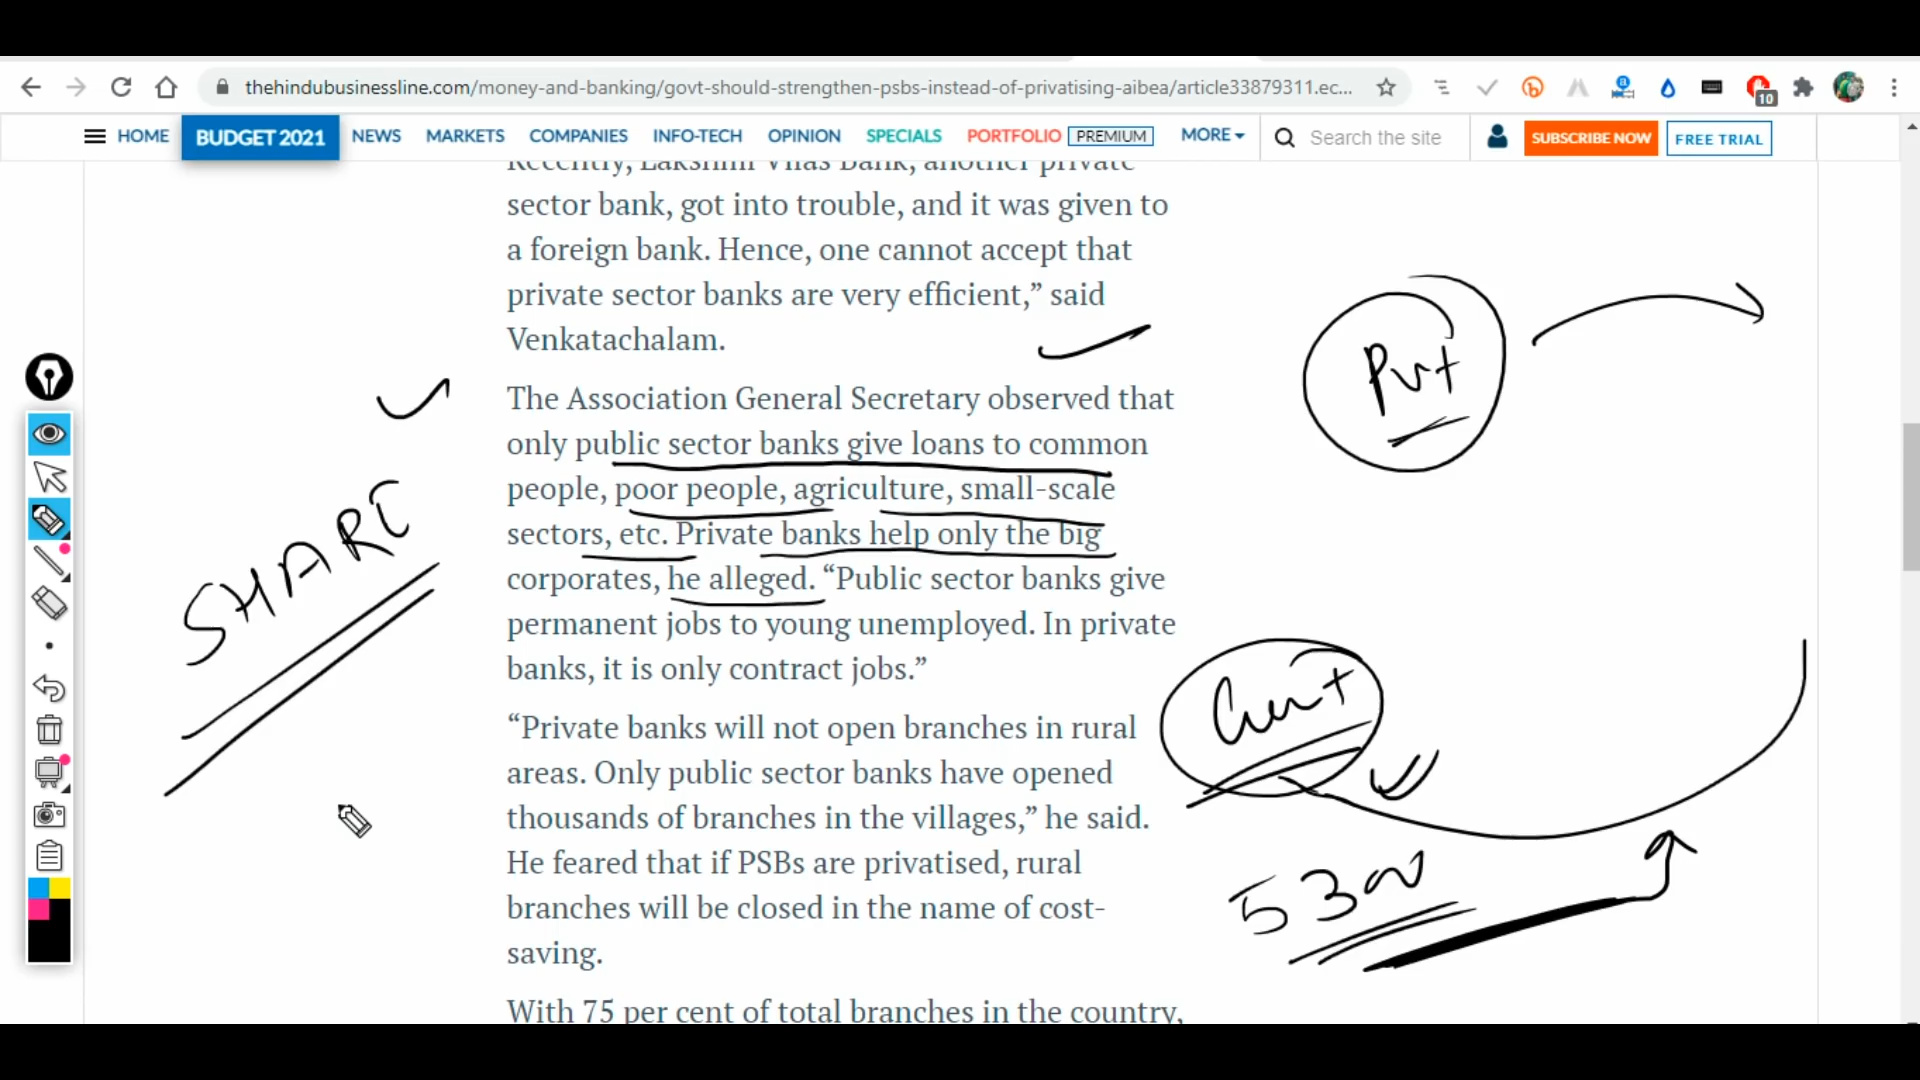 thehindubusinessline.com/money-and-banking/govt-should-strengthen-psbs-instead-of-privatising-aibea/article33879311.ec...
10
HOME BUDGET 2021 NEWS MARKETS COMPANIES INFO-TECH OPINION SPECIALS PORTFOLIO PREMIUM MORE Search the site SUBSCRIBE NOW FREE TRIAL
Recently, Lakshmi Vilas Bank, another private
sector bank, got into trouble, and it was given to
a foreign bank. Hence, one cannot accept that
private sector banks are very efficient,” said
Venkatachalam.
The Association General Secretary observed that
only public sector banks give loans to common
people, poor people, agriculture, small-scale
sectors, etc. Private banks help only the big
corporates, he alleged. “Public sector banks give
permanent jobs to young unemployed. In private
banks, it is only contract jobs.”
“Private banks will not open branches in rural
areas. Only public sector banks have opened
thousands of branches in the villages,” he said.
He feared that if PSBs are privatised, rural
branches will be closed in the name of cost-
saving.
With 75 per cent of total branches in the country,
SHARE
Pvt
Govt